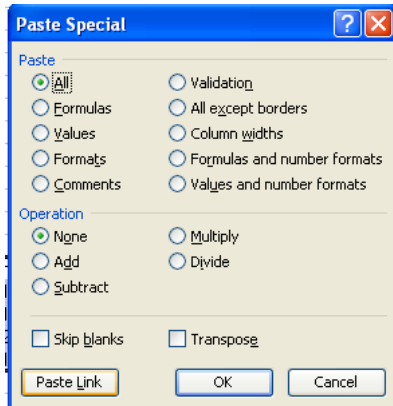 Paste Special
Paste
All
Validation
Formulas
All except borders
Values
Column widths
Formats
Formulas and number formats
Comments
Values and number formats
Operation
None
Multiply
Add
Divide
Subtract
Skip blanks
Transpose
Paste Link
OK
Cancel